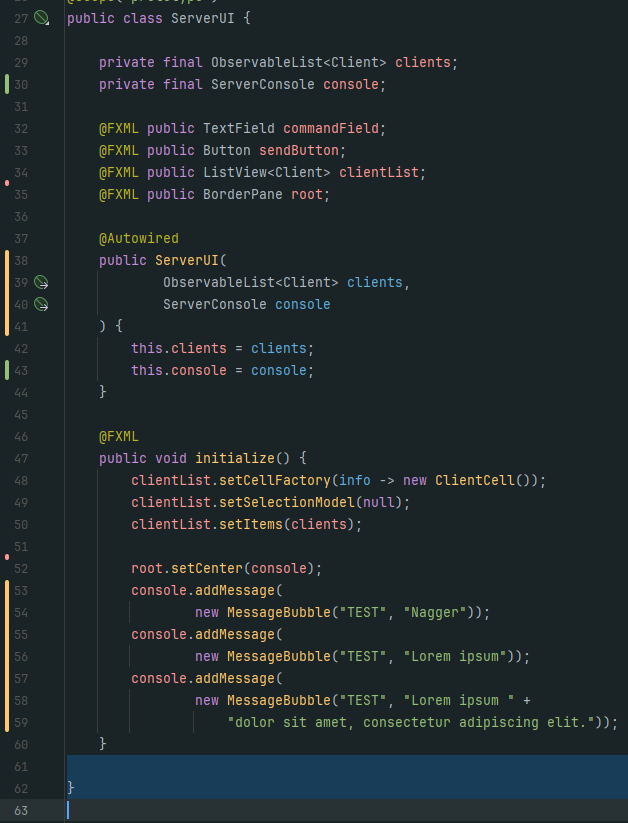 27 public class ServerUI {
28
29 private final ObservableList<Client> clients;
30 private final ServerConsole console;
31
32 @FXML public TextField commandField;
33 @FXML public Button sendButton;
34 @FXML public ListView<Client> clientList;
35 @FXML public BorderPane root;
36
37 @Autowired
38 public ServerUI(
39 ObservableList<Client> clients,
40 ServerConsole console
41 ) {
42 this.clients = clients;
43 this.console = console;
44 }
45
46 @FXML
47 public void initialize() {
48 clientList.setCellFactory(info -> new ClientCell());
49 clientList.setSelectionModel(null);
50 clientList.setItems(clients);
51
52 root.setCenter(console);
53 console.addMessage(
54 new MessageBubble("TEST", "Nagger"));
55 console.addMessage(
56 new MessageBubble("TEST", "Lorem ipsum"));
57 console.addMessage(
58 new MessageBubble("TEST", "Lorem ipsum " +
59 "dolor sit amet, consectetur adipiscing elit."));
60 }
61
62 }
63